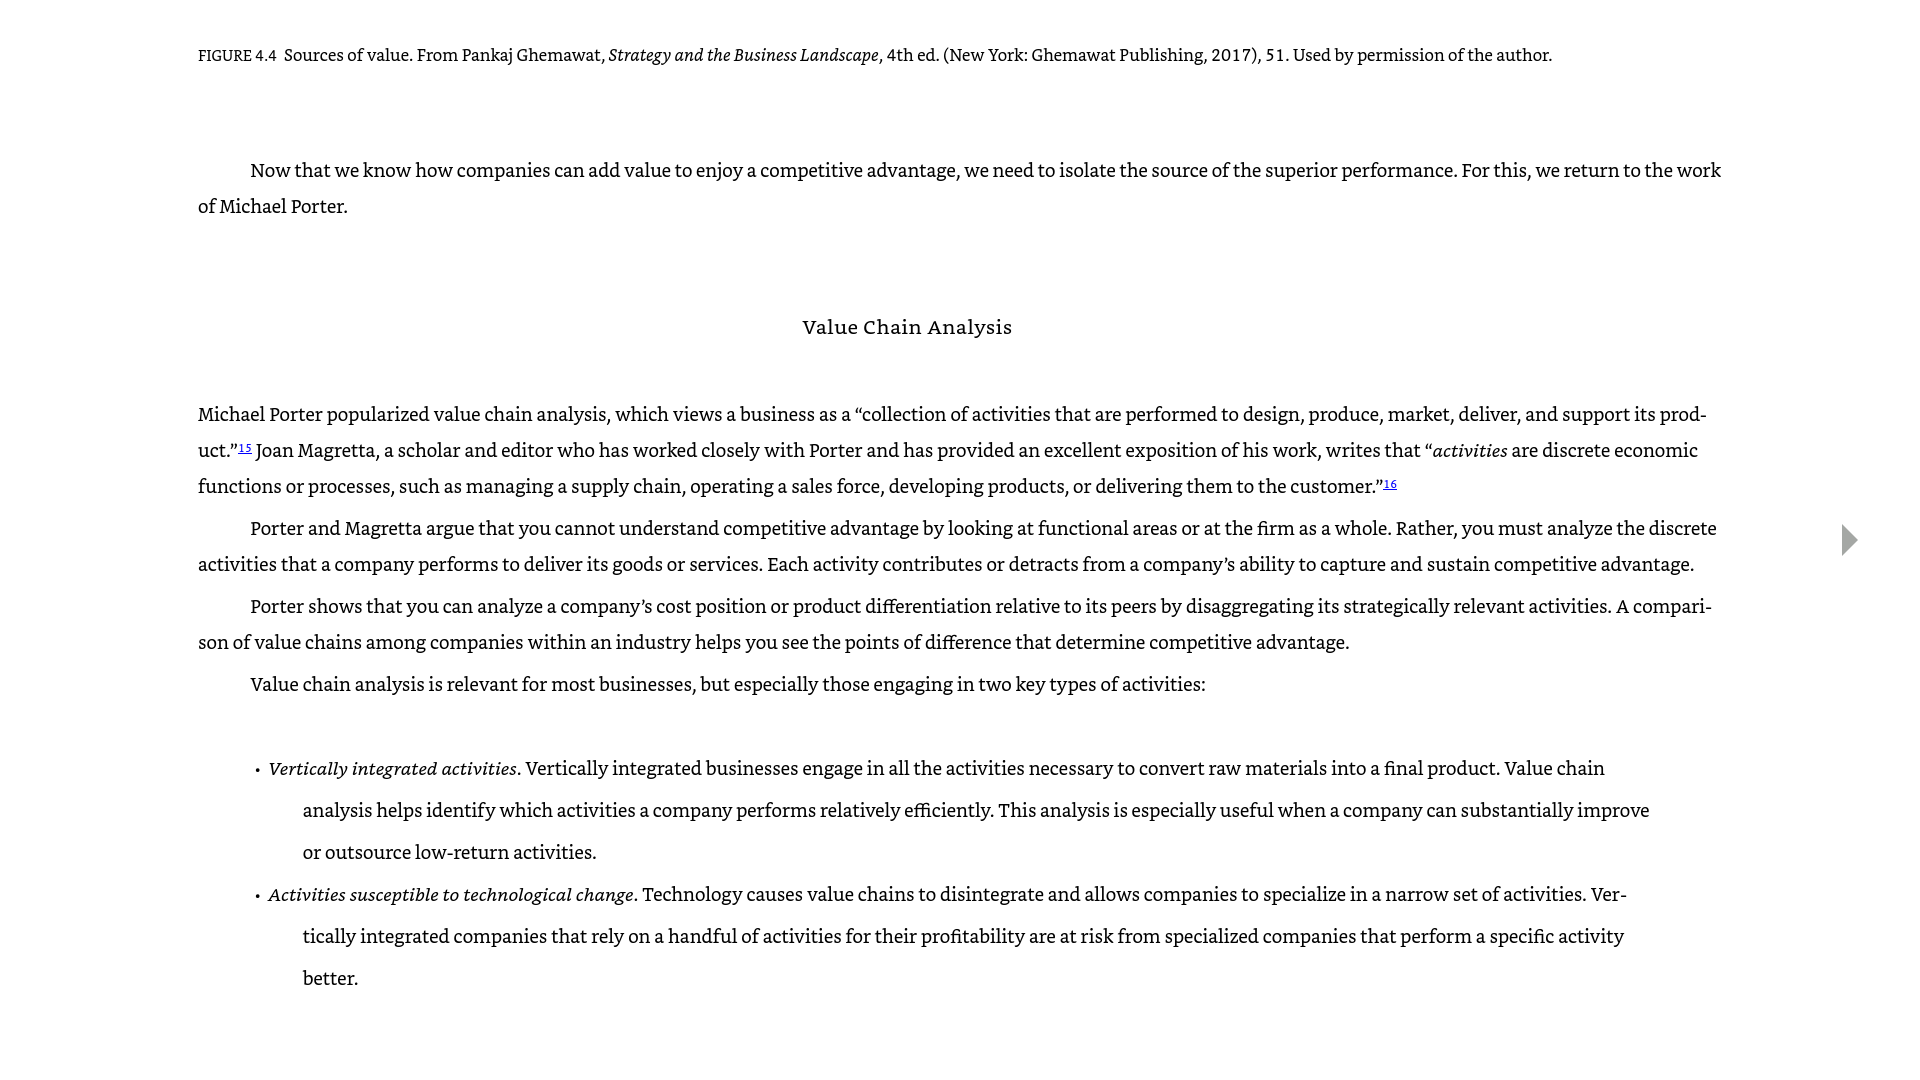 FIGURE 4.4 Sources of value. From Pankaj Ghemawat, Strategy and the Business Landscape, 4th ed. (New York: Ghemawat Publishing, 2017), 51. Used by permission of the author.
Now that we know how companies can add value to enjoy a competitive advantage, we need to isolate the source of the superior performance. For this, we return to the work
of Michael Porter.
Value Chain Analysis
Michael Porter popularized value chain analysis, which views a business as a “collection of activities that are performed to design, produce, market, deliver, and support its prod-
uct.”15 Joan Magretta, a scholar and editor who has worked closely with Porter and has provided an excellent exposition of his work, writes that “activities are discrete economic
functions or processes, such as managing a supply chain, operating a sales force, developing products, or delivering them to the customer.”16
Porter and Magretta argue that you cannot understand competitive advantage by looking at functional areas or at the firm as a whole. Rather, you must analyze the discrete
activities that a company performs to deliver its goods or services. Each activity contributes or detracts from a company’s ability to capture and sustain competitive advantage.
Porter shows that you can analyze a company’s cost position or product differentiation relative to its peers by disaggregating its strategically relevant activities. A compari-
son of value chains among companies within an industry helps you see the points of difference that determine competitive advantage.
Value chain analysis is relevant for most businesses, but especially those engaging in two key types of activities:
• Vertically integrated activities. Vertically integrated businesses engage in all the activities necessary to convert raw materials into a final product. Value chain
analysis helps identify which activities a company performs relatively efficiently. This analysis is especially useful when a company can substantially improve
or outsource low-return activities.
• Activities susceptible to technological change. Technology causes value chains to disintegrate and allows companies to specialize in a narrow set of activities. Ver-
tically integrated companies that rely on a handful of activities for their profitability are at risk from specialized companies that perform a specific activity
better.